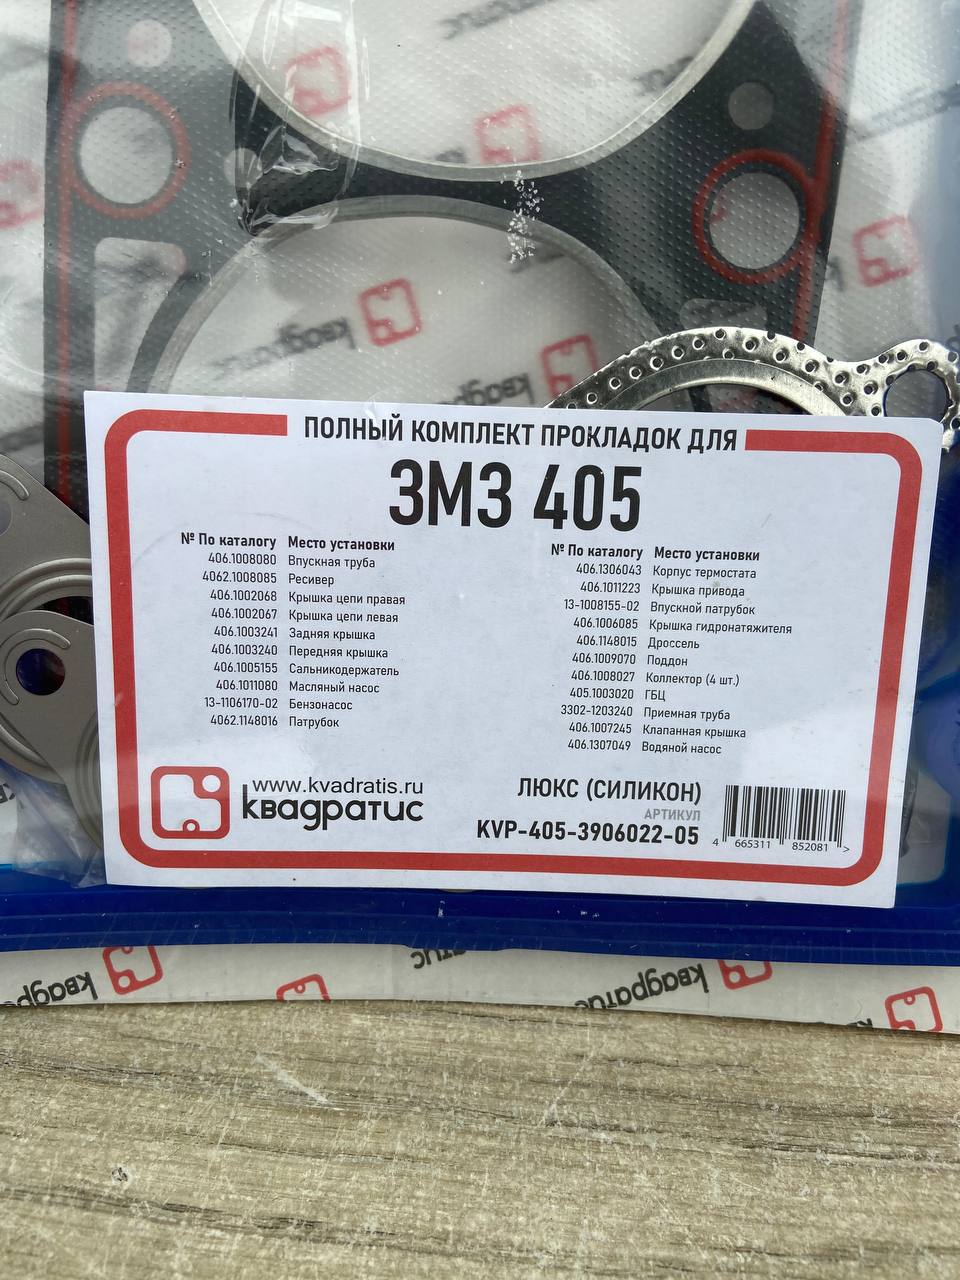 квадратис
квадратис
квадратис
ПОЛНЫЙ КОМПЛЕКТ ПРОКЛАДОК ДЛЯ
ЗМЗ 405
№ По каталогу Место установки
406.1008080 Впускная труба
4062.1008085 Ресивер
406.1002068 Крышка цепи правая
406.1002067 Крышка цепи левая
406.1003241 Задняя крышка
406.1003240 Передняя крышка
406.1005155 Сальникодержатель
406.1011080 Масляный насос
13-1106170-02 Бензонасос
4062.1148016 Патрубок
№ По каталогу Место установки
406.1306043 Корпус термостата
406.1011223 Крышка привода
13-1008155-02 Впускной патрубок
406.1006085 Крышка гидронатяжителя
406.1148015 Дроссель
406.1009070 Поддон
406.1008027 Коллектор (4 шт.)
405.1003020 ГБЦ
3302-1203240 Приемная труба
406.1007245 Клапанная крышка
406.1307049 Водяной насос
www.kvadratis.ru
квадратис
ЛЮКС (СИЛИКОН)
АРТИКУЛ
KVP-405-3906022-05
4 665311 852081 >
квадратис